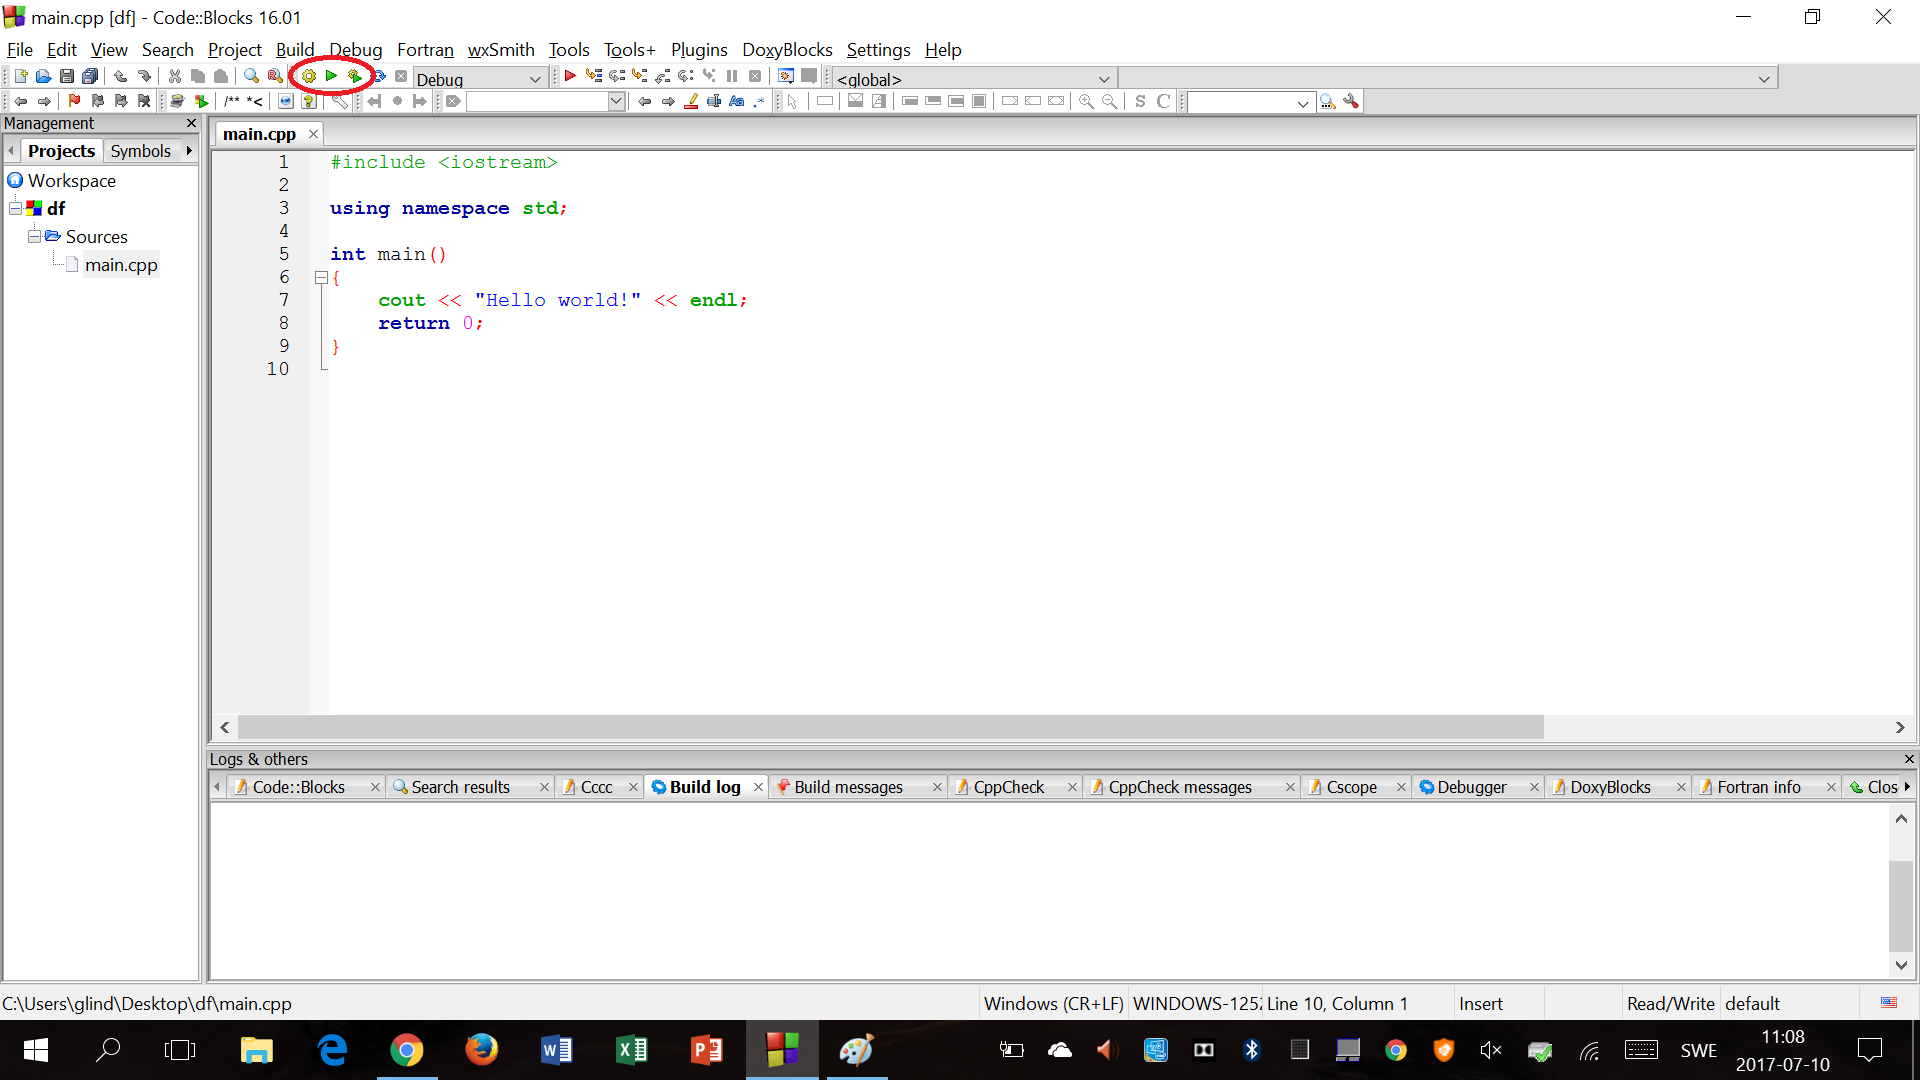 main.cpp [df] - Code::Blocks 16.01
File Edit View Search Project Build Debug Fortran wxSmith Tools Tools+ Plugins DoxyBlocks Settings Help
Debug <global>
/** *< Aa .* S C
Management
main.cpp
Projects Symbols
Workspace
df
Sources
main.cpp
1 #include <iostream>
2
3 using namespace std;
4
5 int main()
6 {
7 cout << "Hello world!" << endl;
8 return 0;
9 }
10
Logs & others
Code::Blocks Search results Cccc Build log Build messages CppCheck CppCheck messages Cscope Debugger DoxyBlocks Fortran info Clos
C:\Users\glind\Desktop\df\main.cpp Windows (CR+LF) WINDOWS-1252 Line 10, Column 1 Insert Read/Write default
SWE 11:08
2017-07-10